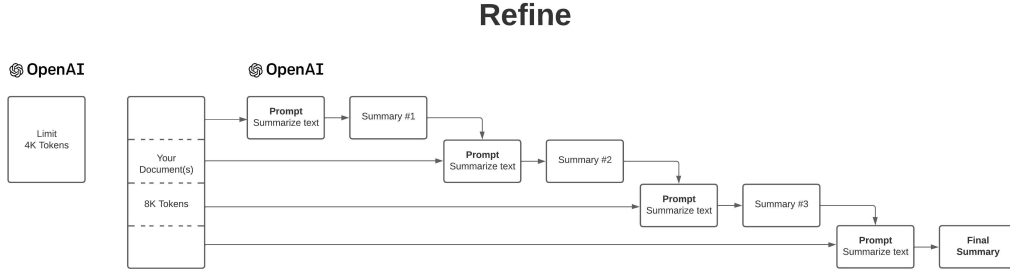 Refine
OpenAI
OpenAI
Limit
4K Tokens
Your
Document(s)
8K Tokens
Prompt
Summarize text
Summary #1
Prompt
Summarize text
Summary #2
Prompt
Summarize text
Summary #3
Prompt
Summarize text
Final
Summary